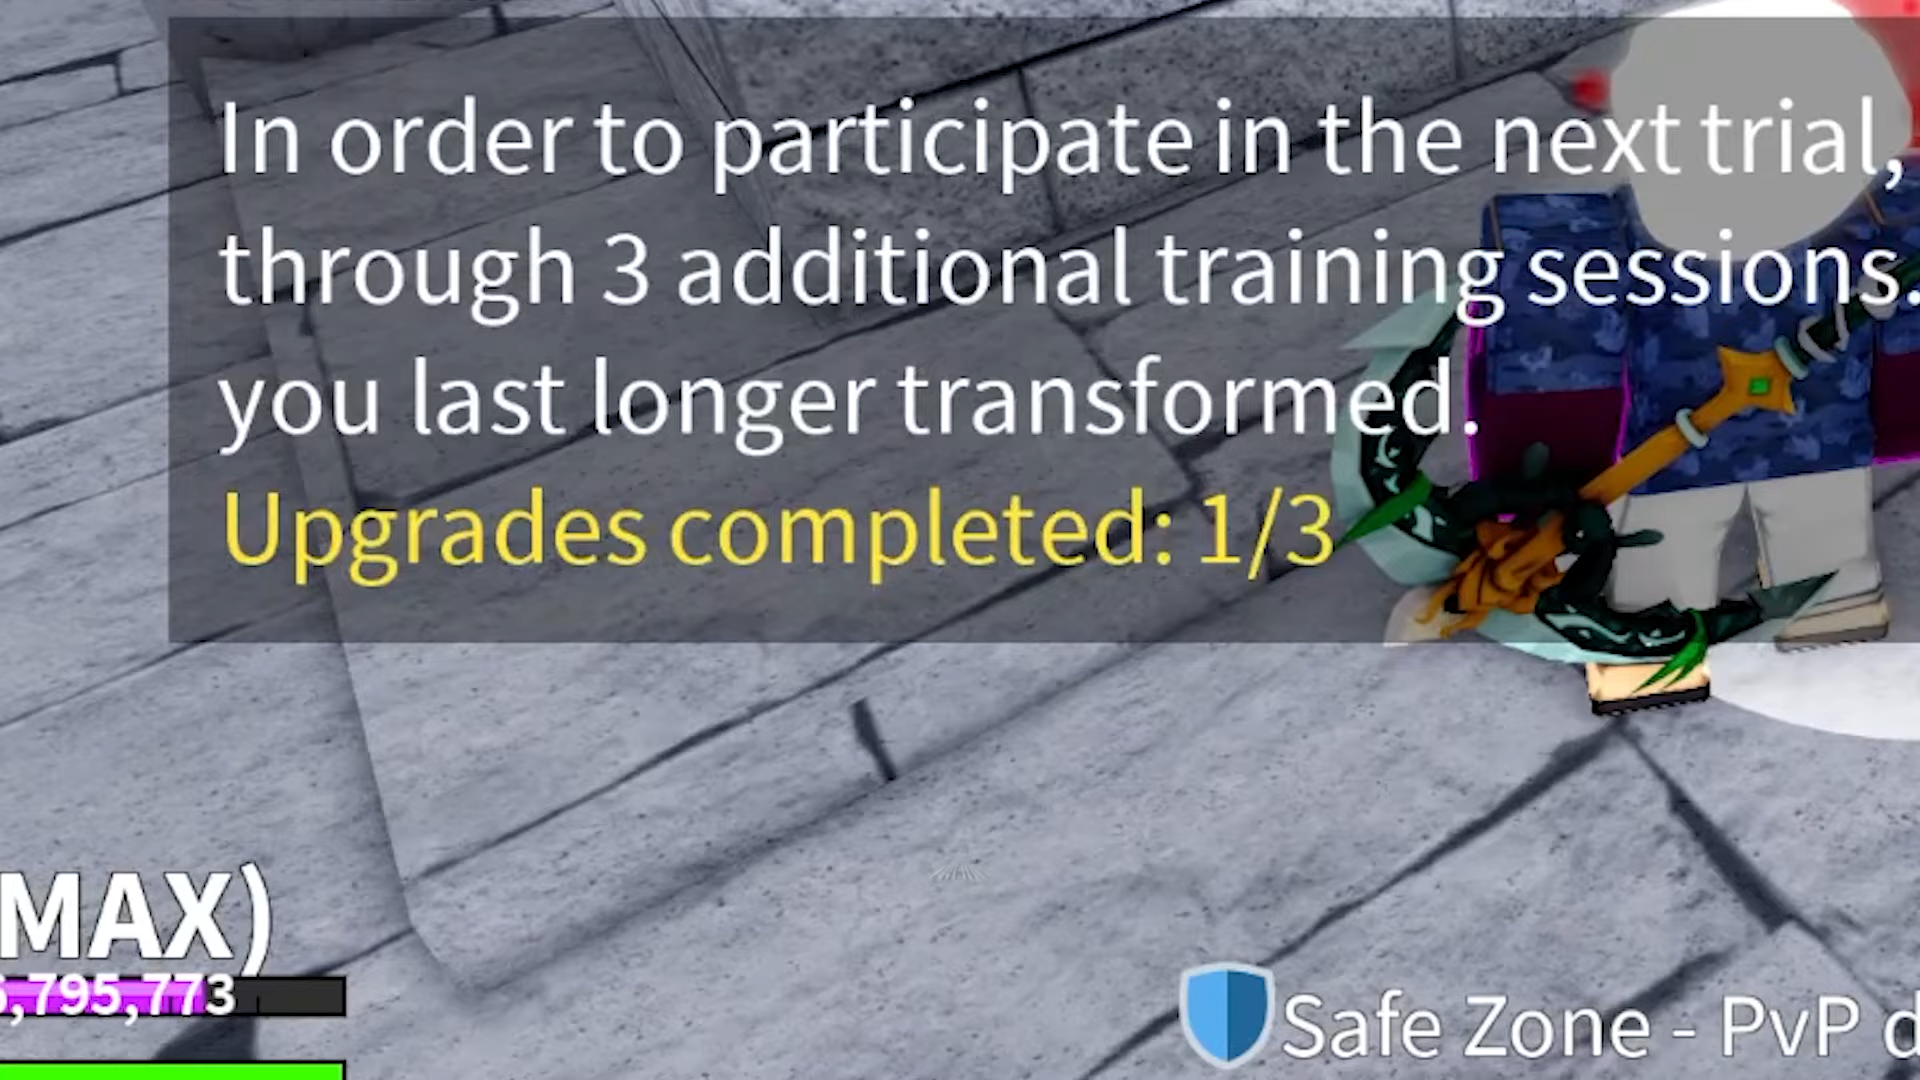 In order to participate in the next trial,
through 3 additional training sessions.
you last longer transformed.
Upgrades completed: 1/3
MAX)
,795,773
Safe Zone - PvP d